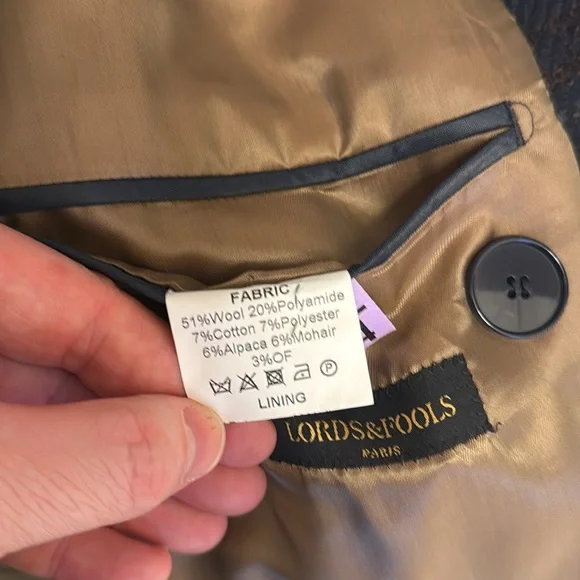 FABRIC
51%Wool 20%Polyamide
7%Cotton 7%Polyester
6%Alpaca 6%Mohair
3%OF
P
LINING
4
LORDS&FOOLS
PARIS